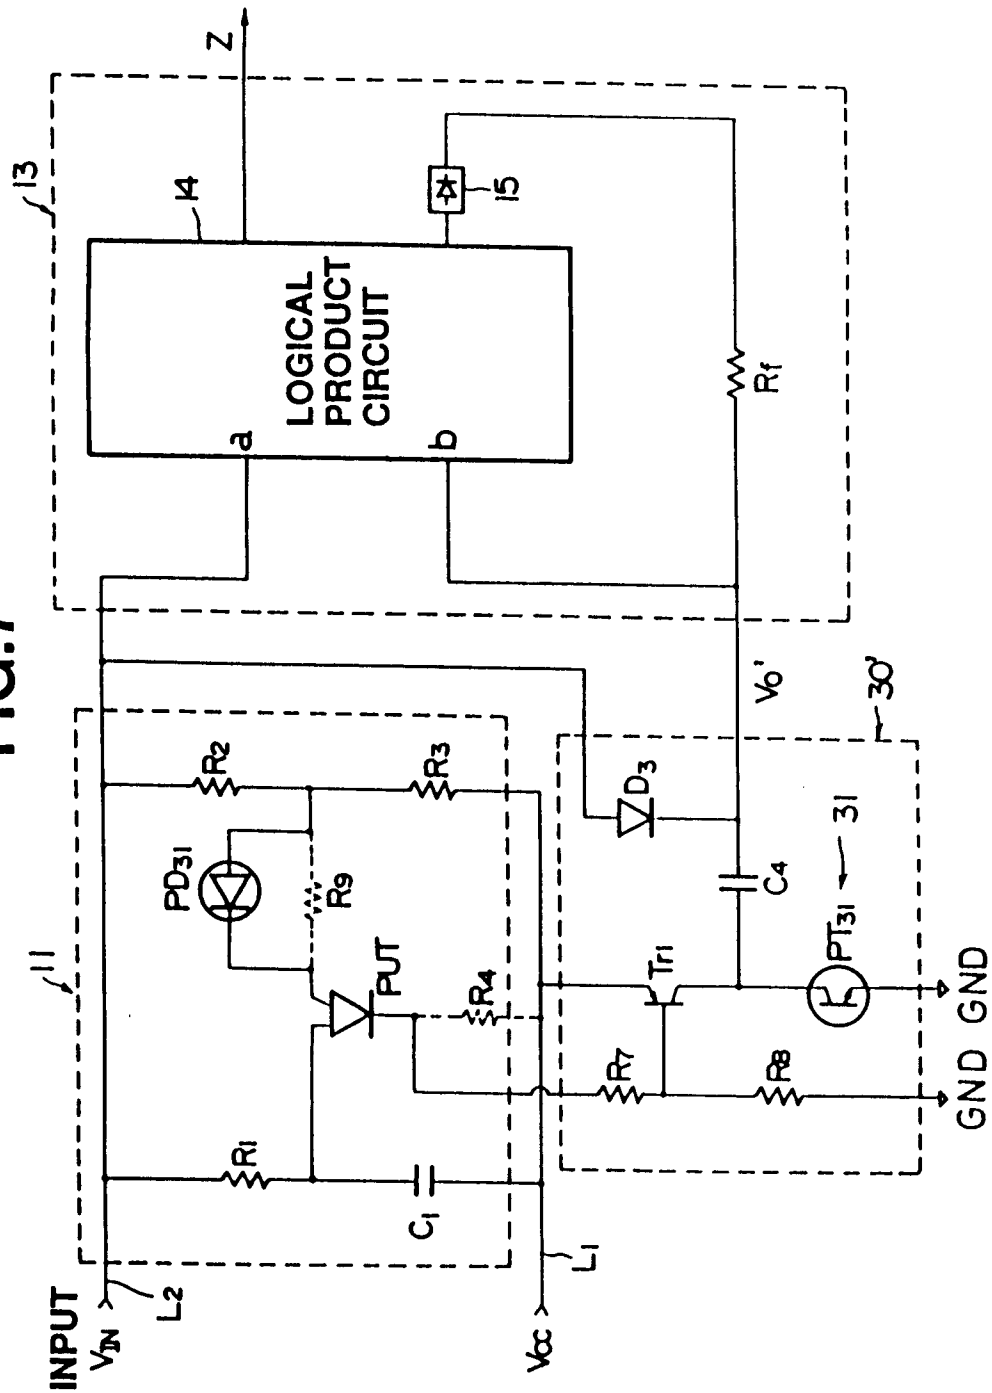 FIG.7
INPUT
VIN
L2
11
R1
C1
PUT
PD31
R9
R4
R2
R3
Vcc
L1
R7
R8
Tr1
PT31
31
C4
D3
30'
Vo'
GND
GND
13
14
LOGICAL
PRODUCT
CIRCUIT
a
b
15
Rf
Z